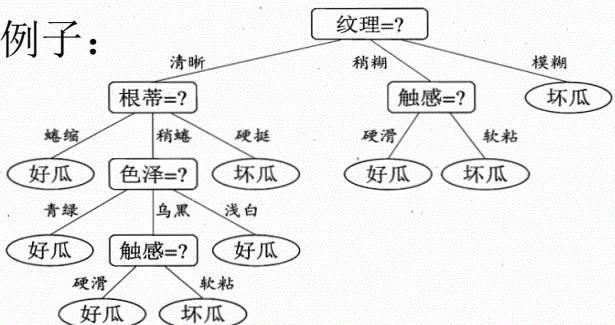 例子：
纹理=?
清晰 稍糊 模糊
根蒂=? 触感=? 坏瓜
蜷缩 稍蜷 硬挺 硬滑 软粘
好瓜 色泽=? 坏瓜 好瓜 坏瓜
青绿 乌黑 浅白
好瓜 触感=? 好瓜
硬滑 软粘
好瓜 坏瓜